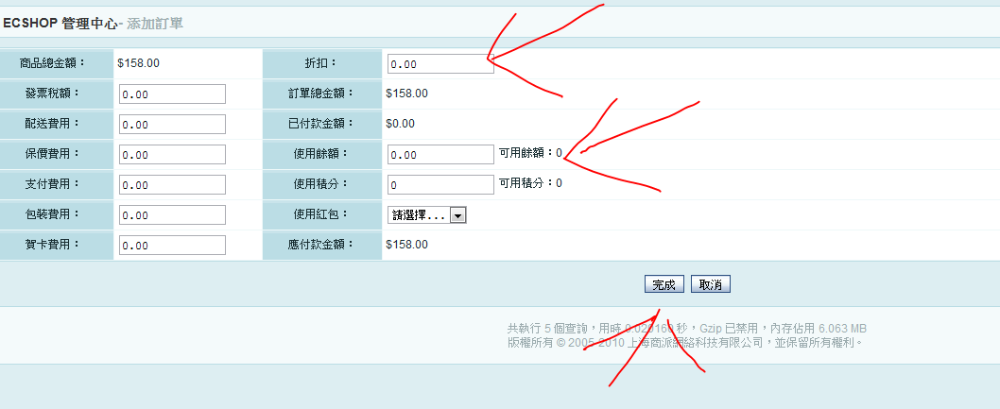 ECSHOP 管理中心- 添加訂單
商品總金額： $158.00 折扣： 0.00
發票稅額： 0.00 訂單總金額： $158.00
配送費用： 0.00 已付款金額： $0.00
保價費用： 0.00 使用餘額： 0.00 可用餘額：0
支付費用： 0.00 使用積分： 0 可用積分：0
包裝費用： 0.00 使用紅包： 請選擇...
賀卡費用： 0.00 應付款金額： $158.00
完成 取消
共執行 5 個查詢，用時 0.020160 秒，Gzip 已禁用，內存佔用 6.063 MB
版權所有 © 2005-2010 上海商派網絡科技有限公司，並保留所有權利。